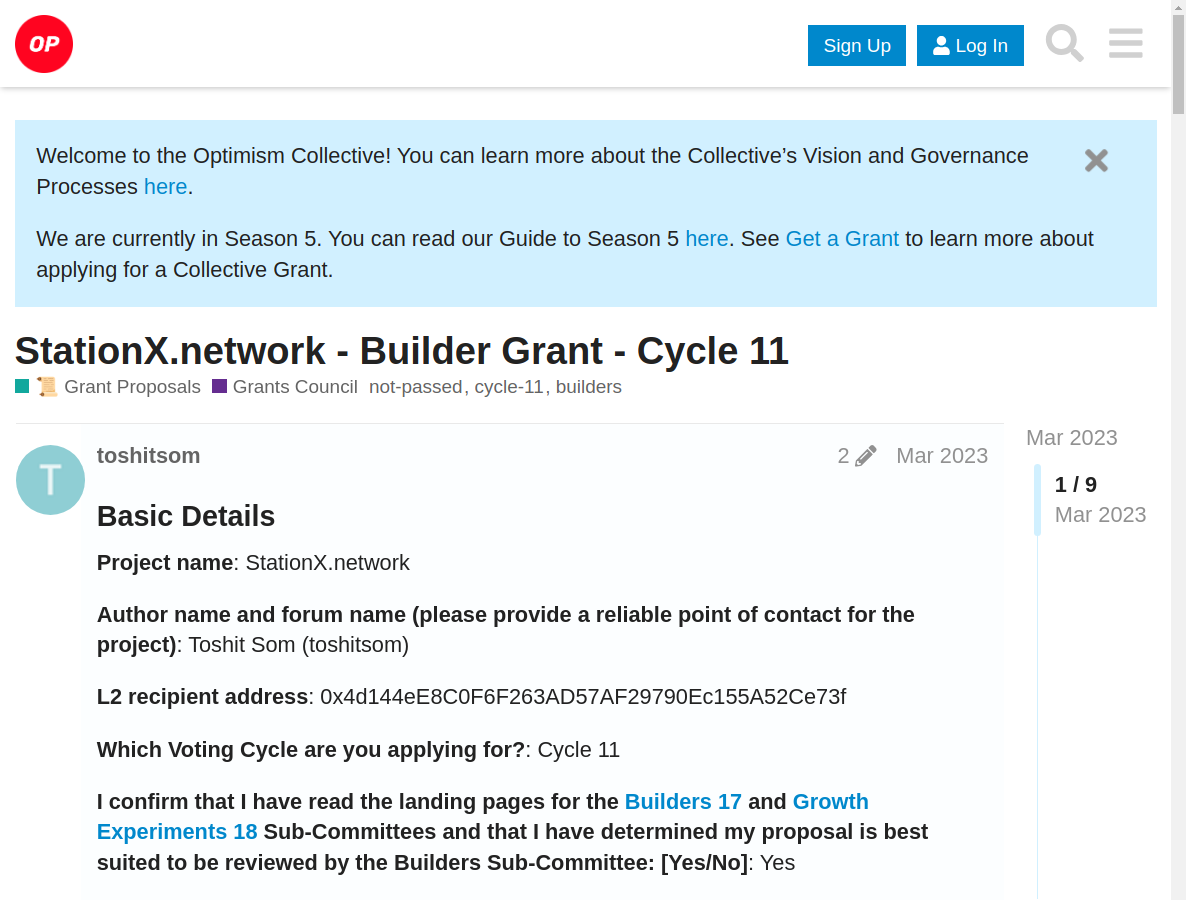 OP
Sign Up
Log In
Welcome to the Optimism Collective! You can learn more about the Collective’s Vision and Governance
Processes here.
We are currently in Season 5. You can read our Guide to Season 5 here. See Get a Grant to learn more about
applying for a Collective Grant.
StationX.network - Builder Grant - Cycle 11
Grant Proposals Grants Council not-passed, cycle-11, builders
T
toshitsom
2
Mar 2023
Mar 2023
1 / 9
Mar 2023
Basic Details
Project name: StationX.network
Author name and forum name (please provide a reliable point of contact for the
project): Toshit Som (toshitsom)
L2 recipient address: 0x4d144eE8C0F6F263AD57AF29790Ec155A52Ce73f
Which Voting Cycle are you applying for?: Cycle 11
I confirm that I have read the landing pages for the Builders 17 and Growth
Experiments 18 Sub-Committees and that I have determined my proposal is best
suited to be reviewed by the Builders Sub-Committee: [Yes/No]: Yes